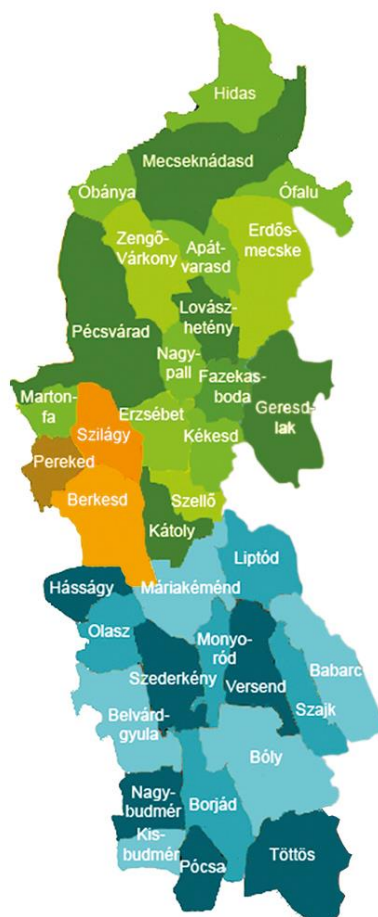 Hidas
Mecseknádasd
Óbánya
Ófalu
Zengő-
Várkony
Apát-
varasd
Erdős-
mecske
Lovász-
hetény
Pécsvárad
Nagy-
pall
Fazekas-
boda
Geresd-
lak
Marton-
fa
Erzsébet
Szilágy
Kékesd
Pereked
Berkesd
Szellő
Kátoly
Liptód
Hásságy
Máriakéménd
Olasz
Monyo-
ród
Babarc
Szederkény
Versend
Szajk
Belvárd-
gyula
Bóly
Nagy-
budmér
Borjád
Kis-
budmér
Pócsa
Töttös